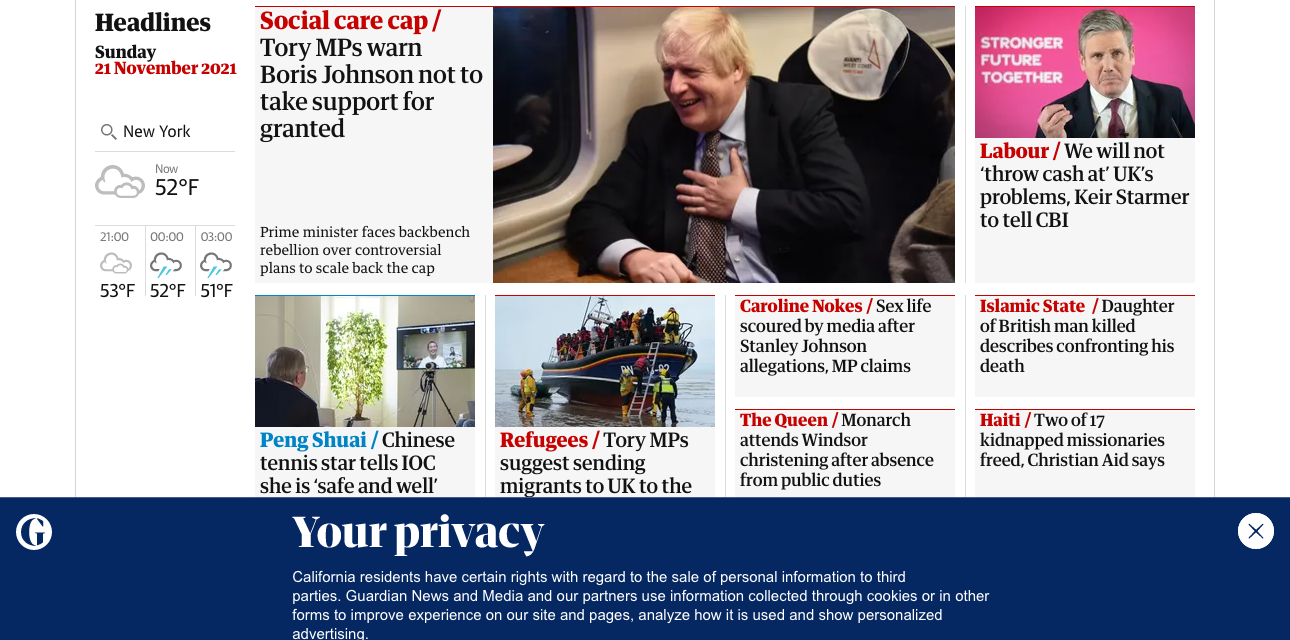 Headlines
Sunday
21 November 2021
New York
Now
52°F
21:00
00:00
03:00
53°F
52°F
51°F
Social care cap /
Tory MPs warn
Boris Johnson not to
take support for
granted
Prime minister faces backbench
rebellion over controversial
plans to scale back the cap
AVANTI
WEST COAST
STRONGER
FUTURE
TOGETHER
Labour / We will not
‘throw cash at’ UK’s
problems, Keir Starmer
to tell CBI
Peng Shuai / Chinese
tennis star tells IOC
she is ‘safe and well’
Refugees / Tory MPs
suggest sending
migrants to UK to the
Caroline Nokes / Sex life
scoured by media after
Stanley Johnson
allegations, MP claims
The Queen / Monarch
attends Windsor
christening after absence
from public duties
Islamic State / Daughter
of British man killed
describes confronting his
death
Haiti / Two of 17
kidnapped missionaries
freed, Christian Aid says
G
Your privacy
California residents have certain rights with regard to the sale of personal information to third
parties. Guardian News and Media and our partners use information collected through cookies or in other
forms to improve experience on our site and pages, analyze how it is used and show personalized
advertising.